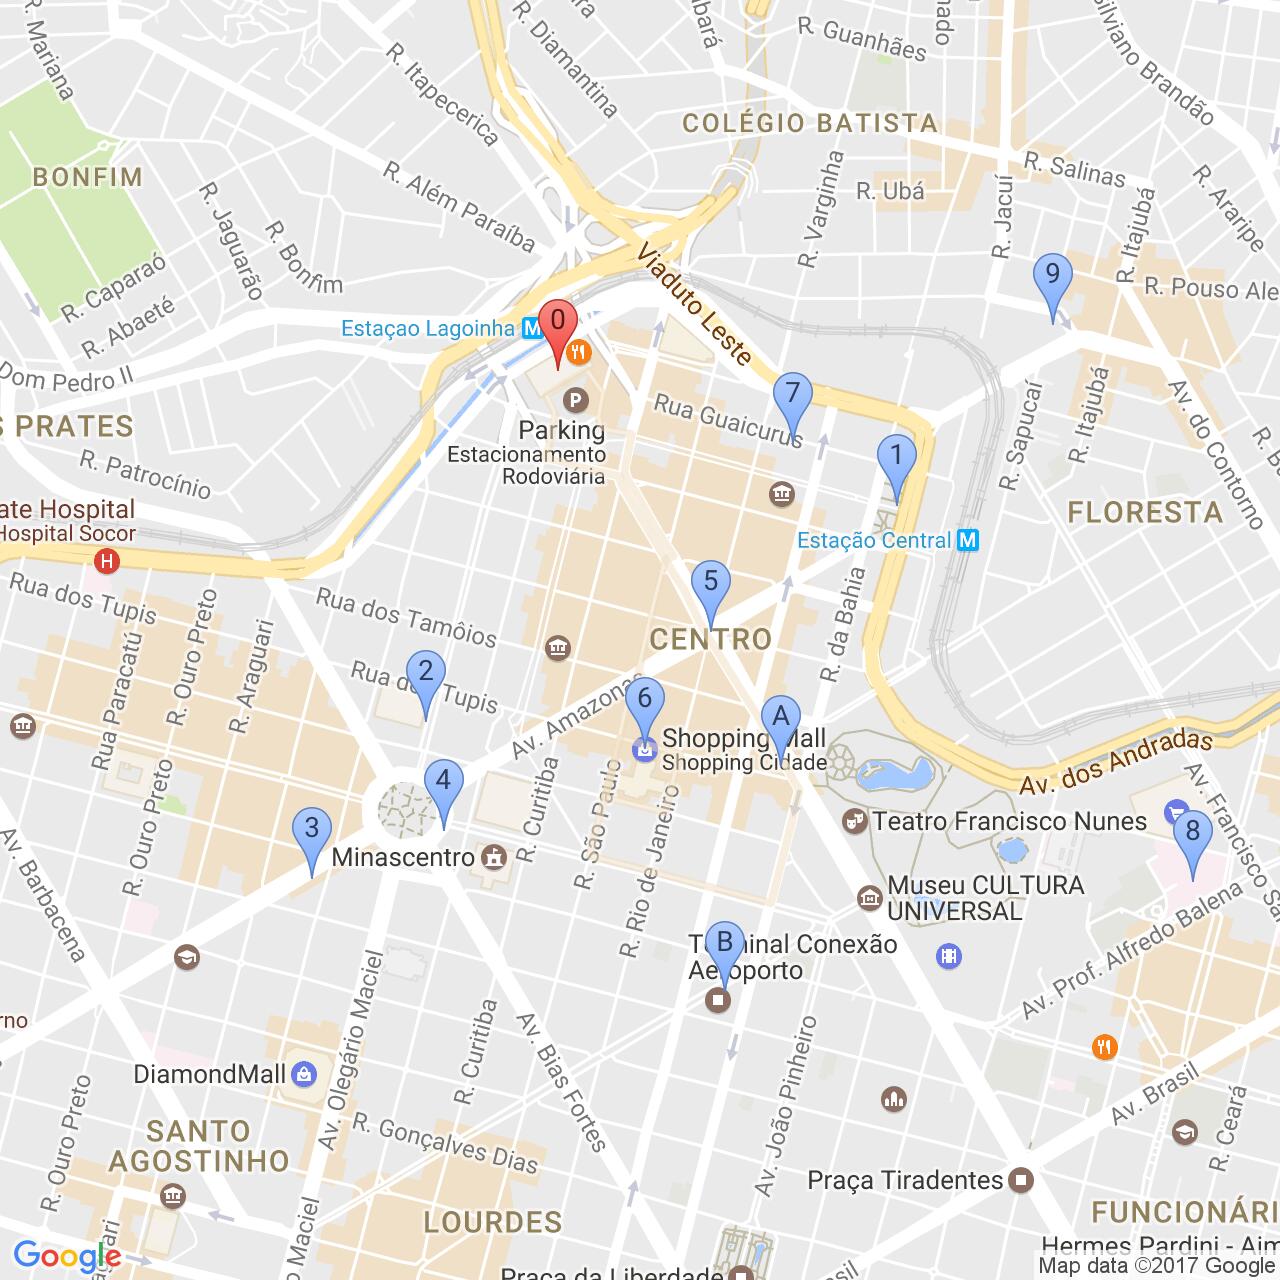 R. Mariana
R. Itapecerica
R. Diamantina
R. Guanhães
Silviano Brandão
COLÉGIO BATISTA
R. Salinas
R. Araripe
BONFIM
R. Além Paraíba
R. Varginha
R. Ubá
R. Jacuí
R. Itajubá
R. Jaguarão
R. Bonfim
R. Caparaó
R. Abaeté
Viaduto Leste
9
R. Pouso Ale
Estaçao Lagoinha
M
0
Dom Pedro II
S PRATES
R. Patrocínio
P
Parking
Estacionamento
Rodoviária
Rua Guaicurus
7
1
R. Sapucaí
R. Itajubá
Av. do Contorno
FLORESTA
ate Hospital
Hospital Socor
H
Estação Central
M
Rua dos Tupis
R. Ouro Preto
Rua Paracatú
R. Araguari
Rua dos Tamôios
5
CENTRO
R. da Bahia
2
Tupis
Av. Amazonas
6
A
Shopping Mall
Shopping Cidade
Av. dos Andradas
Av. Francisco Sa
R. Ouro Preto
4
3
R. Curitiba
R. São Paulo
R. Rio de Janeiro
Minascentro
Teatro Francisco Nunes
8
Museu CULTURA
UNIVERSAL
Av. Barbacena
B
Conexão
Aeroporto
Av. Prof. Alfredo Balena
rno
Av. Olegário Maciel
R. Curitiba
Av. Bias Fortes
Av. João Pinheiro
DiamondMall
R. Ouro Preto
R. Gonçalves Dias
SANTO
AGOSTINHO
Av. Brasil
R. Ceará
Praça Tiradentes
LOURDES
FUNCIONÁRI
Maciel
Hermes Pardini - Aim
Praça da Liberdade
Google
Map data ©2017 Google